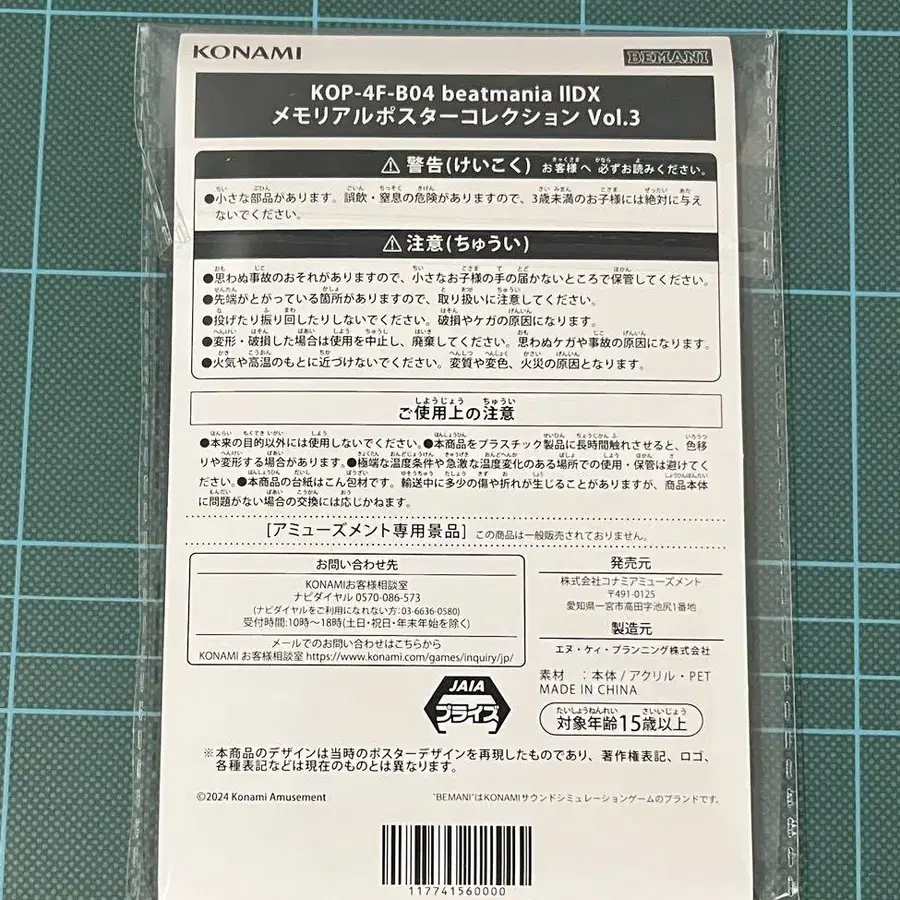 KONAMI
BEMANI
KOP-4F-B04 beatmania IIDX
メモリアルポスターコレクション Vol.3
⚠警告(けいこく) お客様へ 必ずお読みください。
●小さな部品があります。誤飲・窒息の危険がありますので、3歳未満のお子様には絶対に与え
ないでください。
⚠注意(ちゅうい)
●思わぬ事故のおそれがありますので、小さなお子様の手の届かないところで保管してください。
●先端がとがっている箇所がありますので、取り扱いに注意してください。
●投げたり振り回したりしないでください。破損やケガの原因になります。
●変形・破損した場合は使用を中止し、廃棄してください。思わぬケガや事故の原因になります。
●火気や高温のもとに近づけないでください。変質や変色、火災の原因となります。
ご使用上の注意
●本来の目的以外には使用しないでください。●本商品をプラスチック製品に長時間触れさせると、色移
りや変形する場合があります。●極端な温度条件や急激な温度変化のある場所での使用・保管は避けてく
ださい。●本商品の台紙はこん包材です。輸送中に多少の傷や折れが生じることがありますが、商品本体
に問題がない場合の交換には応じかねます。
[アミューズメント専用景品] この商品は一般販売されておりません。
お問い合わせ先
KONAMIお客様相談室
ナビダイヤル 0570-086-573
(ナビダイヤルをご利用になれない方:03-6636-0580)
受付時間:10時～18時(土日・祝日・年末年始を除く)
メールでのお問い合わせはこちらから
KONAMI お客様相談室 https://www.konami.com/games/inquiry/jp/
発売元
株式会社コナミアミューズメント
〒491-0125
愛知県一宮市高田字池尻1番地
製造元
エヌ・ケィ・プランニング株式会社
素材 : 本体 / アクリル・PET
MADE IN CHINA
JAIA
プライズ
対象年齢15歳以上
※本商品のデザインは当時のポスターデザインを再現したものであり、著作権表記、ロゴ、
各種表記などは現在のものとは異なります。
©2024 Konami Amusement
"BEMANI"はKONAMIサウンドシミュレーションゲームのブランドです。
117741560000